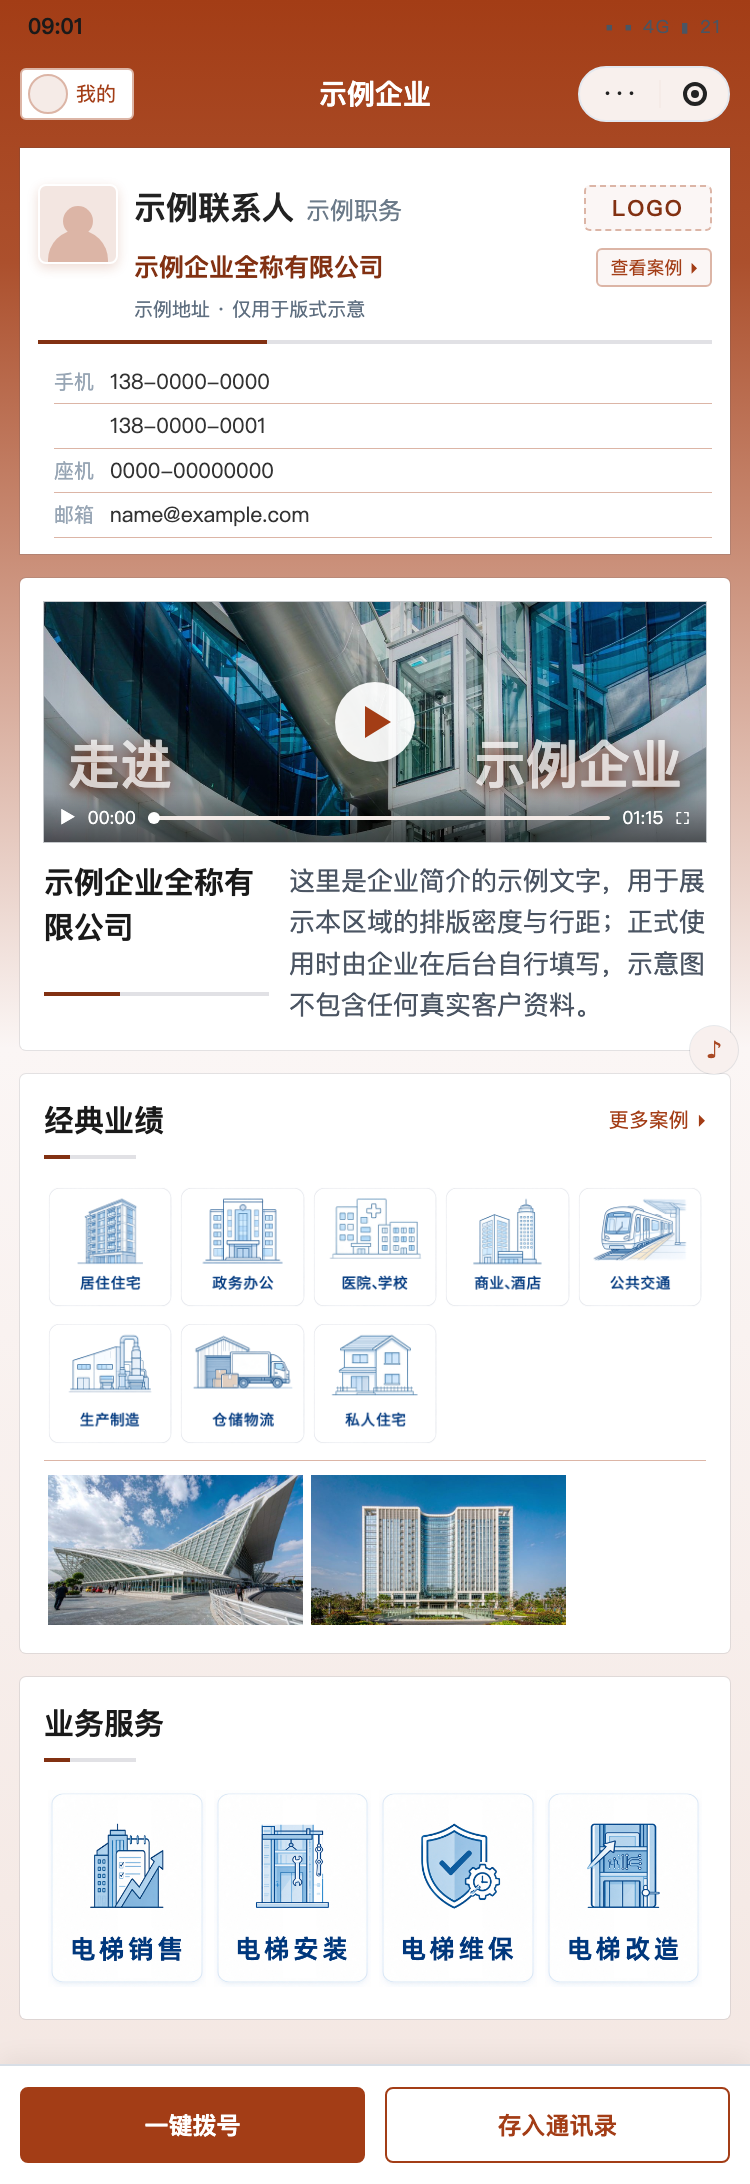 09:01
4G 21
我的
示例企业
示例联系人 示例职务
LOGO
示例企业全称有限公司
查看案例
示例地址 · 仅用于版式示意
手机 138-0000-0000
138-0000-0001
座机 0000-00000000
邮箱 name@example.com
走进 示例企业
00:00 01:15
示例企业全称有
限公司
这里是企业简介的示例文字，用于展
示本区域的排版密度与行距；正式使
用时由企业在后台自行填写，示意图
不包含任何真实客户资料。
经典业绩
更多案例
居住住宅 政务办公 医院、学校 商业、酒店 公共交通
生产制造 仓储物流 私人住宅
业务服务
电梯销售 电梯安装 电梯维保 电梯改造
一键拨号 存入通讯录